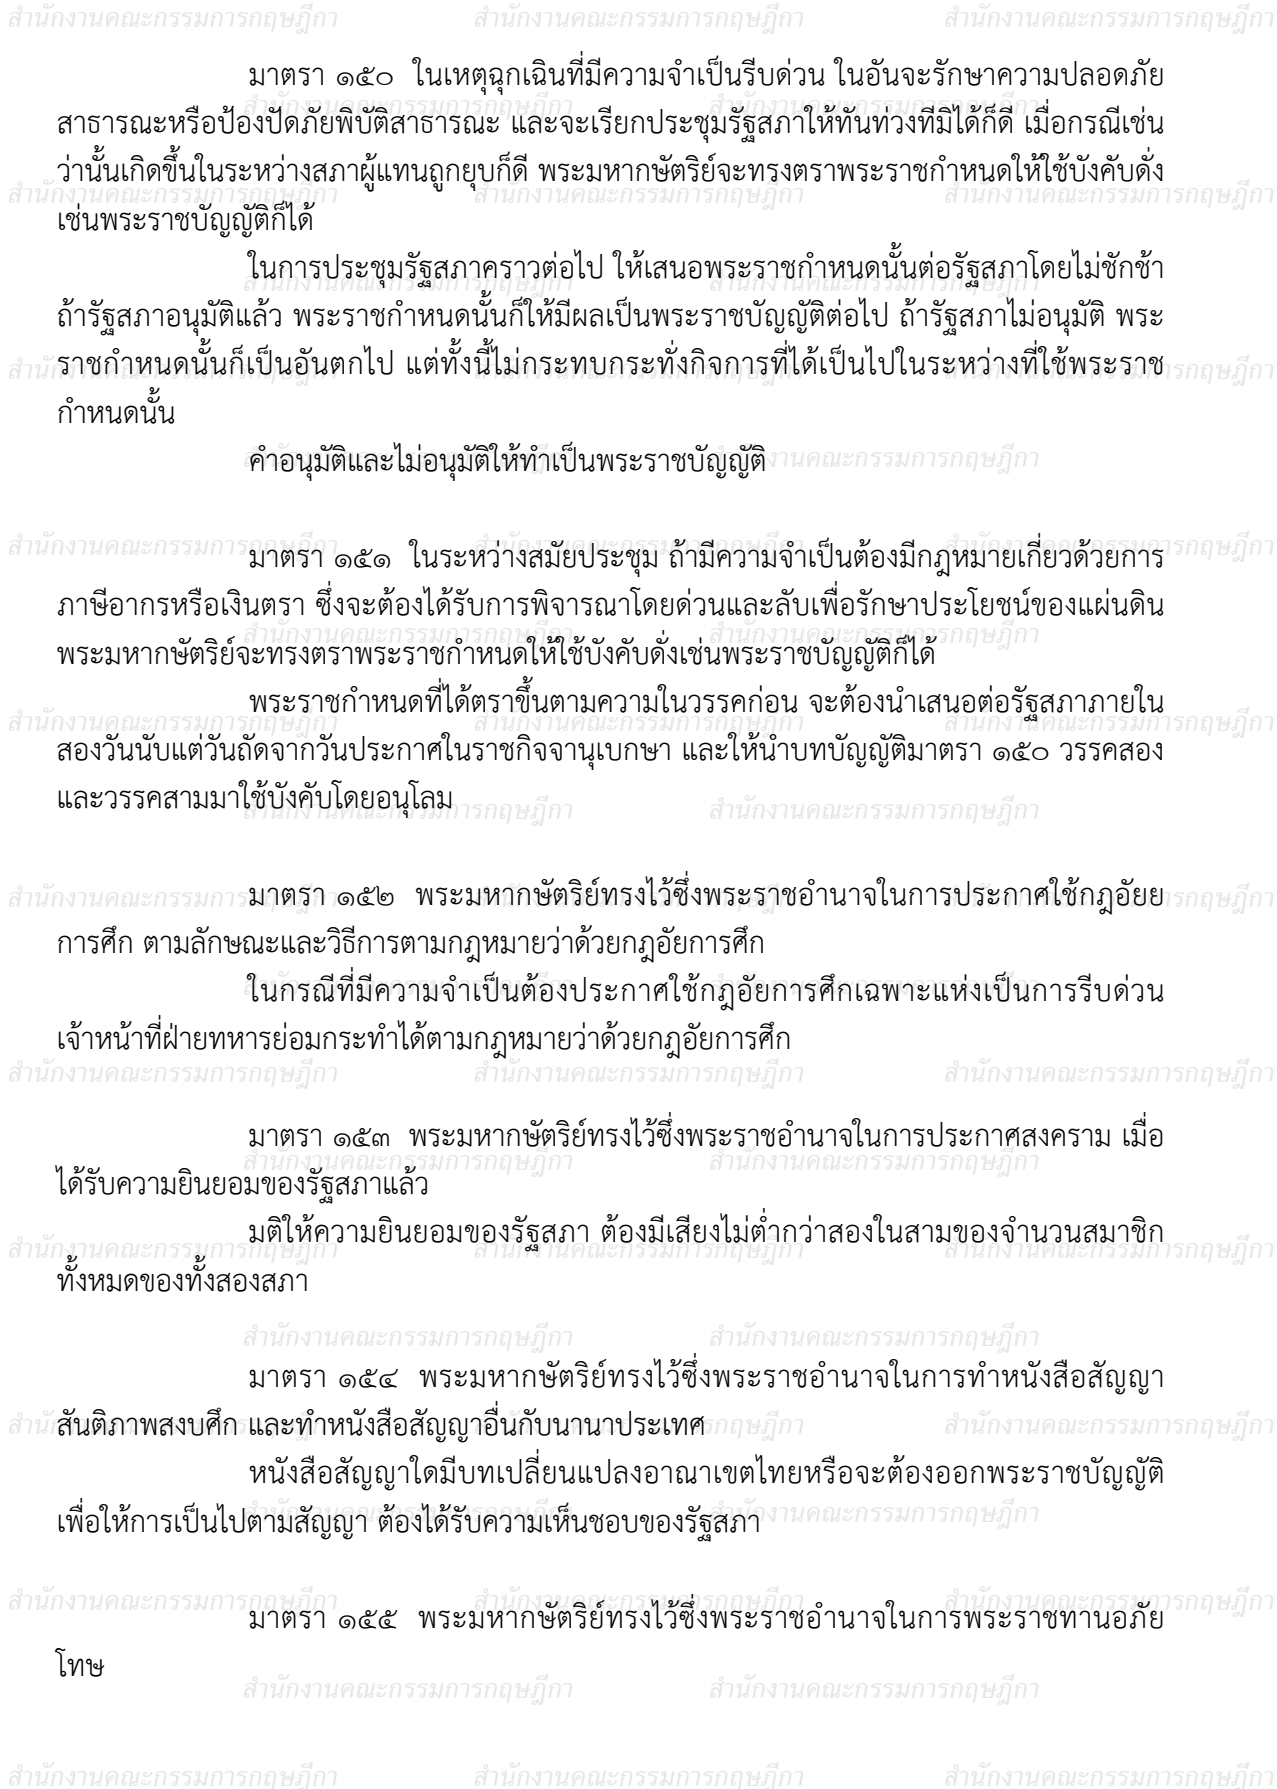 มาตรา ๑๕๐  ในเหตุฉุกเฉินที่มีความจำเป็นรีบด่วน ในอันจะรักษาความปลอดภัย
สาธารณะหรือป้องปัดภัยพิบัติสาธารณะ และจะเรียกประชุมรัฐสภาให้ทันท่วงทีมิได้ก็ดี เมื่อกรณีเช่น
ว่านั้นเกิดขึ้นในระหว่างสภาผู้แทนถูกยุบก็ดี พระมหากษัตริย์จะทรงตราพระราชกำหนดให้ใช้บังคับดั่ง
เช่นพระราชบัญญัติก็ได้
ในการประชุมรัฐสภาคราวต่อไป ให้เสนอพระราชกำหนดนั้นต่อรัฐสภาโดยไม่ชักช้า
ถ้ารัฐสภาอนุมัติแล้ว พระราชกำหนดนั้นก็ให้มีผลเป็นพระราชบัญญัติต่อไป ถ้ารัฐสภาไม่อนุมัติ พระ
ราชกำหนดนั้นก็เป็นอันตกไป แต่ทั้งนี้ไม่กระทบกระทั่งกิจการที่ได้เป็นไปในระหว่างที่ใช้พระราช
กำหนดนั้น
คำอนุมัติและไม่อนุมัติให้ทำเป็นพระราชบัญญัติ
มาตรา ๑๕๑  ในระหว่างสมัยประชุม ถ้ามีความจำเป็นต้องมีกฎหมายเกี่ยวด้วยการ
ภาษีอากรหรือเงินตรา ซึ่งจะต้องได้รับการพิจารณาโดยด่วนและลับเพื่อรักษาประโยชน์ของแผ่นดิน
พระมหากษัตริย์จะทรงตราพระราชกำหนดให้ใช้บังคับดั่งเช่นพระราชบัญญัติก็ได้
พระราชกำหนดที่ได้ตราขึ้นตามความในวรรคก่อน จะต้องนำเสนอต่อรัฐสภาภายใน
สองวันนับแต่วันถัดจากวันประกาศในราชกิจจานุเบกษา และให้นำบทบัญญัติมาตรา ๑๕๐ วรรคสอง
และวรรคสามมาใช้บังคับโดยอนุโลม
มาตรา ๑๕๒  พระมหากษัตริย์ทรงไว้ซึ่งพระราชอำนาจในการประกาศใช้กฎอัยย
การศึก ตามลักษณะและวิธีการตามกฎหมายว่าด้วยกฎอัยการศึก
ในกรณีที่มีความจำเป็นต้องประกาศใช้กฎอัยการศึกเฉพาะแห่งเป็นการรีบด่วน
เจ้าหน้าที่ฝ่ายทหารย่อมกระทำได้ตามกฎหมายว่าด้วยกฎอัยการศึก
มาตรา ๑๕๓  พระมหากษัตริย์ทรงไว้ซึ่งพระราชอำนาจในการประกาศสงคราม เมื่อ
ได้รับความยินยอมของรัฐสภาแล้ว
มติให้ความยินยอมของรัฐสภา ต้องมีเสียงไม่ต่ำกว่าสองในสามของจำนวนสมาชิก
ทั้งหมดของทั้งสองสภา
มาตรา ๑๕๔  พระมหากษัตริย์ทรงไว้ซึ่งพระราชอำนาจในการทำหนังสือสัญญา
สันติภาพสงบศึก และทำหนังสือสัญญาอื่นกับนานาประเทศ
หนังสือสัญญาใดมีบทเปลี่ยนแปลงอาณาเขตไทยหรือจะต้องออกพระราชบัญญัติ
เพื่อให้การเป็นไปตามสัญญา ต้องได้รับความเห็นชอบของรัฐสภา
มาตรา ๑๕๕  พระมหากษัตริย์ทรงไว้ซึ่งพระราชอำนาจในการพระราชทานอภัย
โทษ